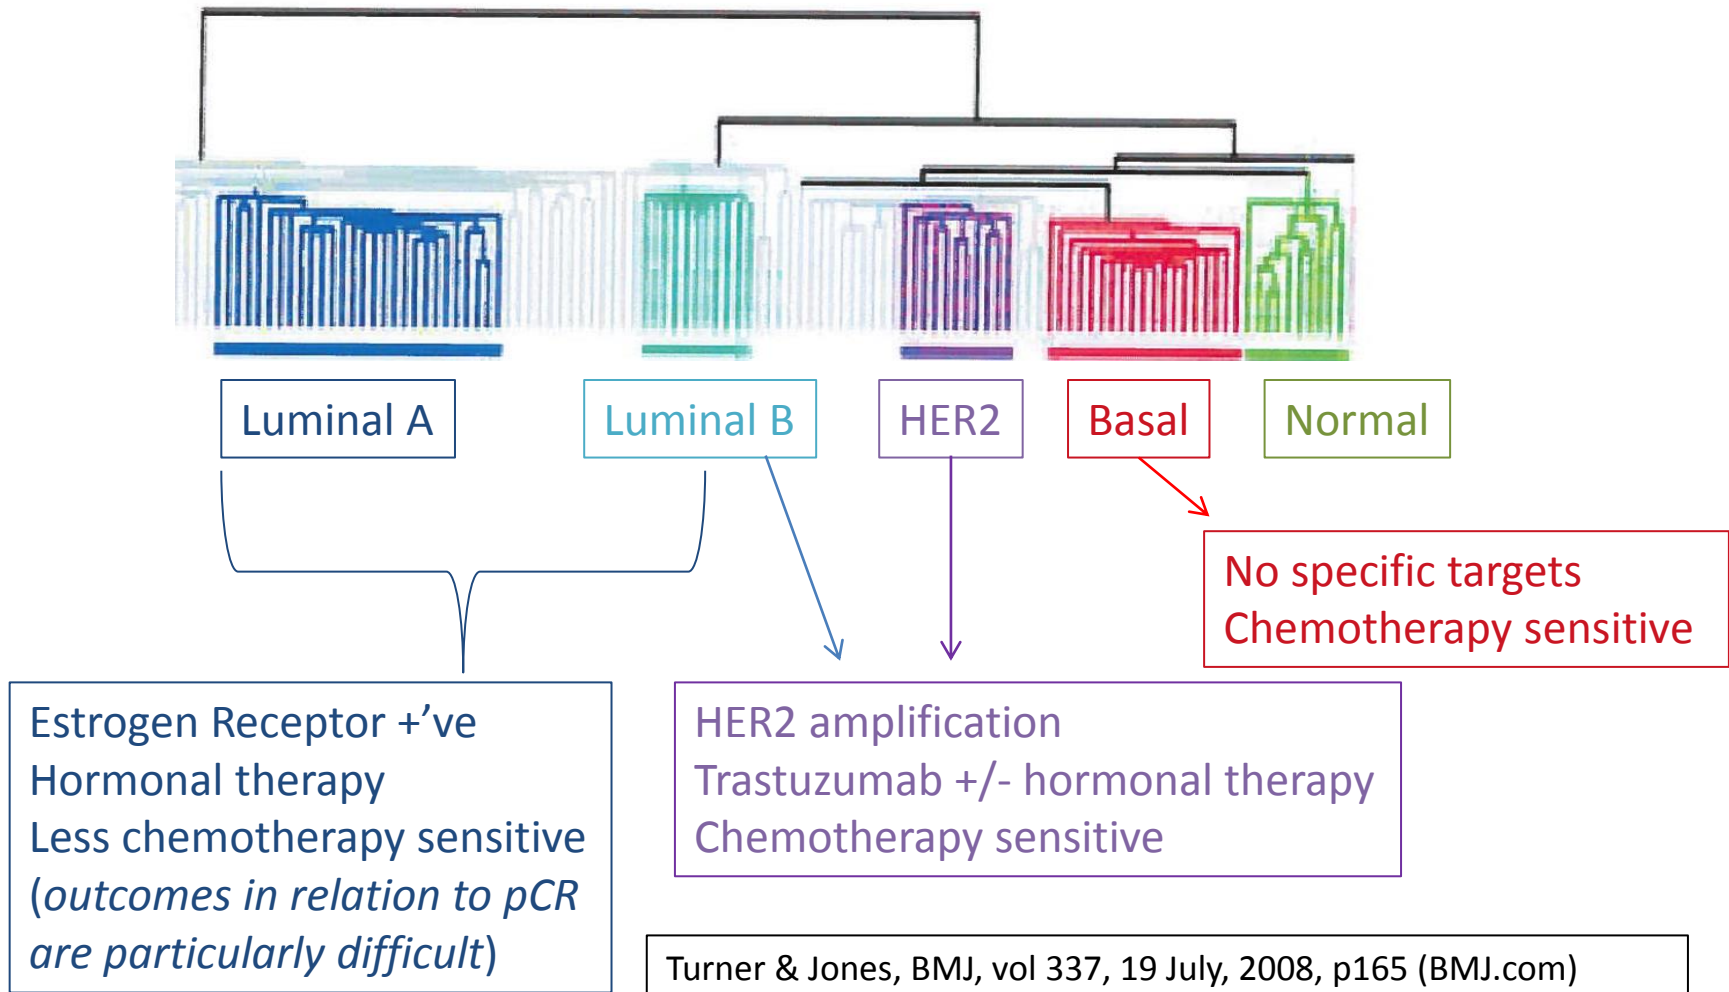 Luminal A
Luminal B
HER2
Basal
Normal
No specific targets
Chemotherapy sensitive
Estrogen Receptor +’ve
Hormonal therapy
Less chemotherapy sensitive
(outcomes in relation to pCR
are particularly difficult)
HER2 amplification
Trastuzumab +/- hormonal therapy
Chemotherapy sensitive
Turner & Jones, BMJ, vol 337, 19 July, 2008, p165 (BMJ.com)